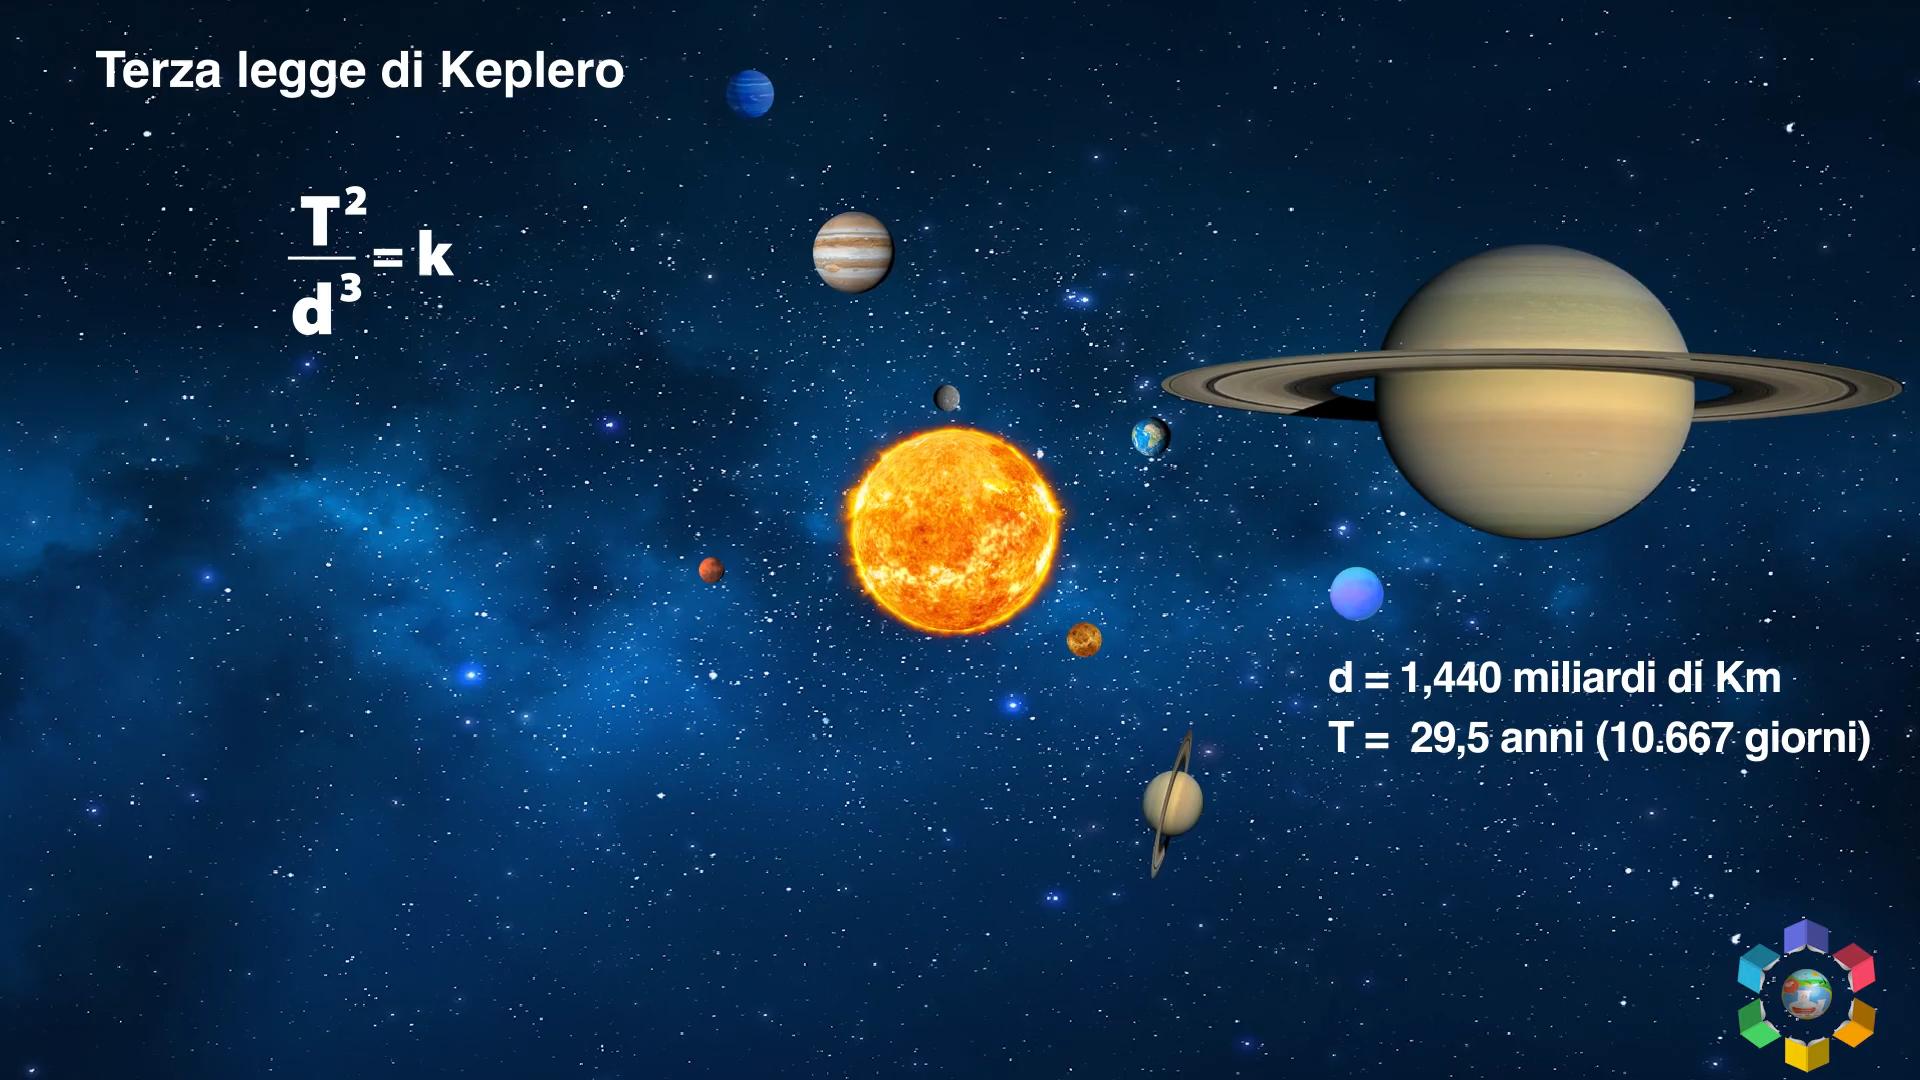 Terza legge di Keplero
T²
d³ = k
d = 1,440 miliardi di Km
T = 29,5 anni (10.667 giorni)